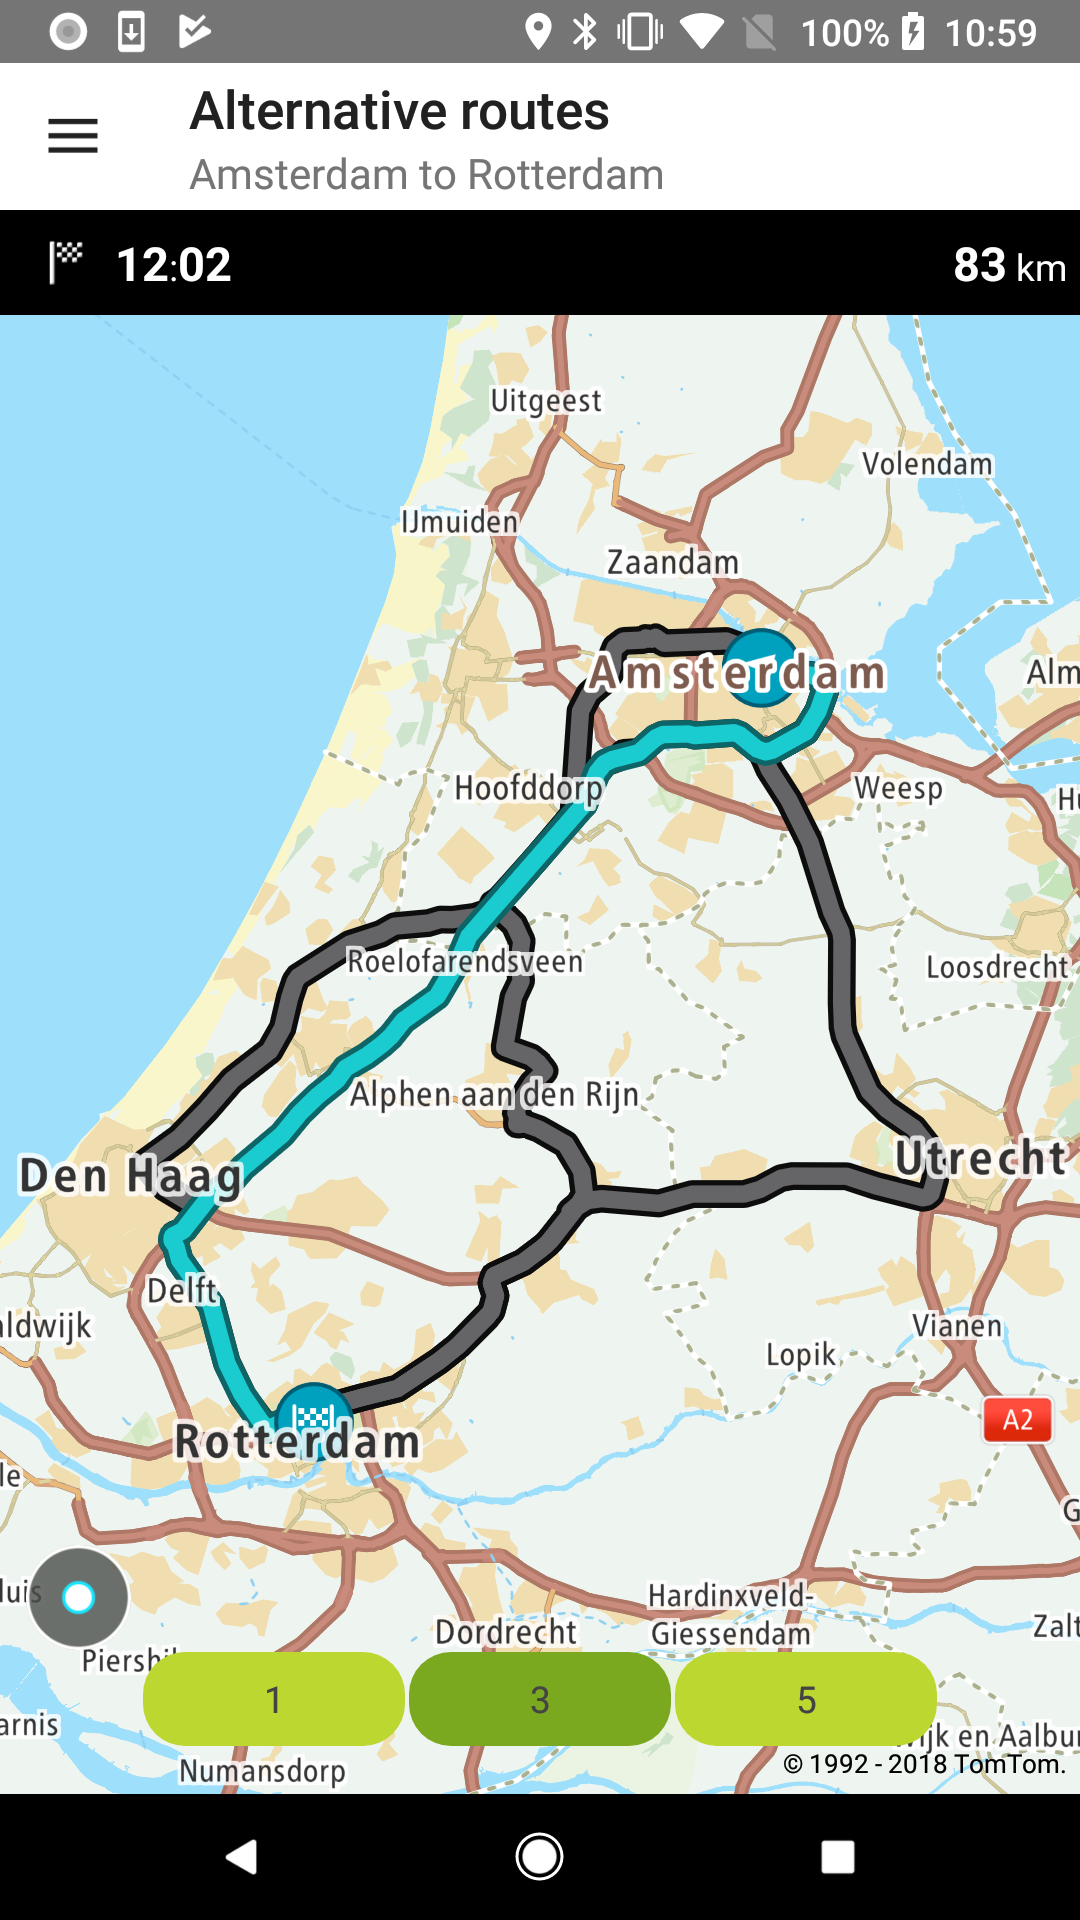 100% 10:59
Alternative routes
Amsterdam to Rotterdam
12:02 83 km
Uitgeest
Volendam
IJmuiden
Zaandam
Amsterdam
Alm
Hoofddorp
Weesp
Roelofarendsveen
Loosdrecht
Alphen aan den Rijn
Den Haag
Utrecht
Delft
ldwijk
Vianen
Lopik
A2
Rotterdam
le
G
Hardinxveld-
Giessendam
luis
Dordrecht
Zalt
Piershi
1 3 5
arnis
ijk en Aalbu
Numansdorp
© 1992 - 2018 TomTom.